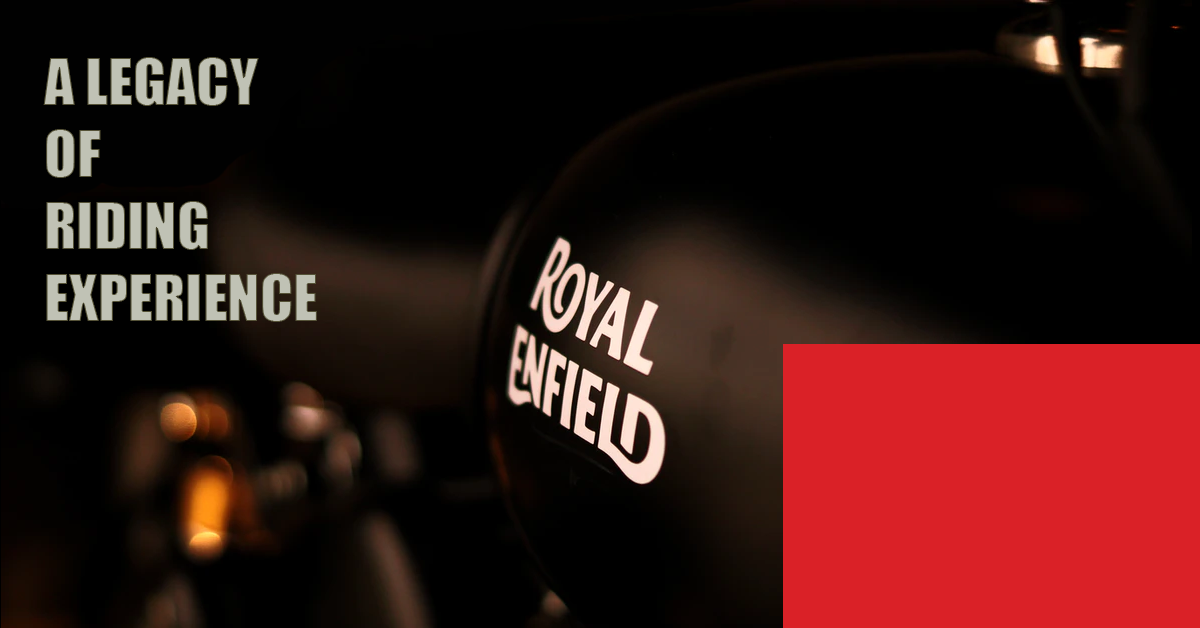 A LEGACY
OF
RIDING
EXPERIENCE
ROYAL
ENFIELD